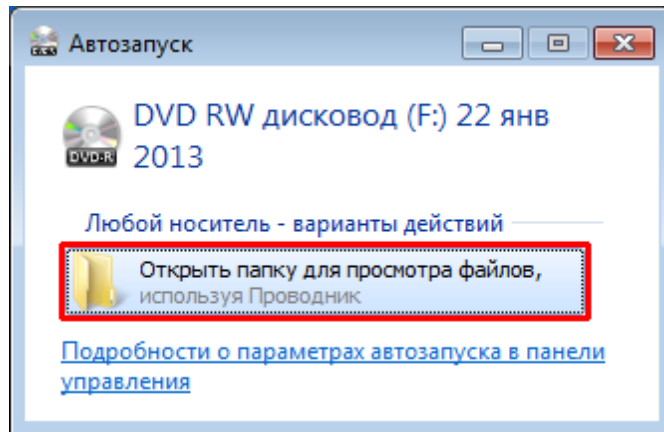 Автозапуск
DVD RW дисковод (F:) 22 янв
2013
DVD-R
Любой носитель - варианты действий
Открыть папку для просмотра файлов,
используя Проводник
Подробности о параметрах автозапуска в панели
управления